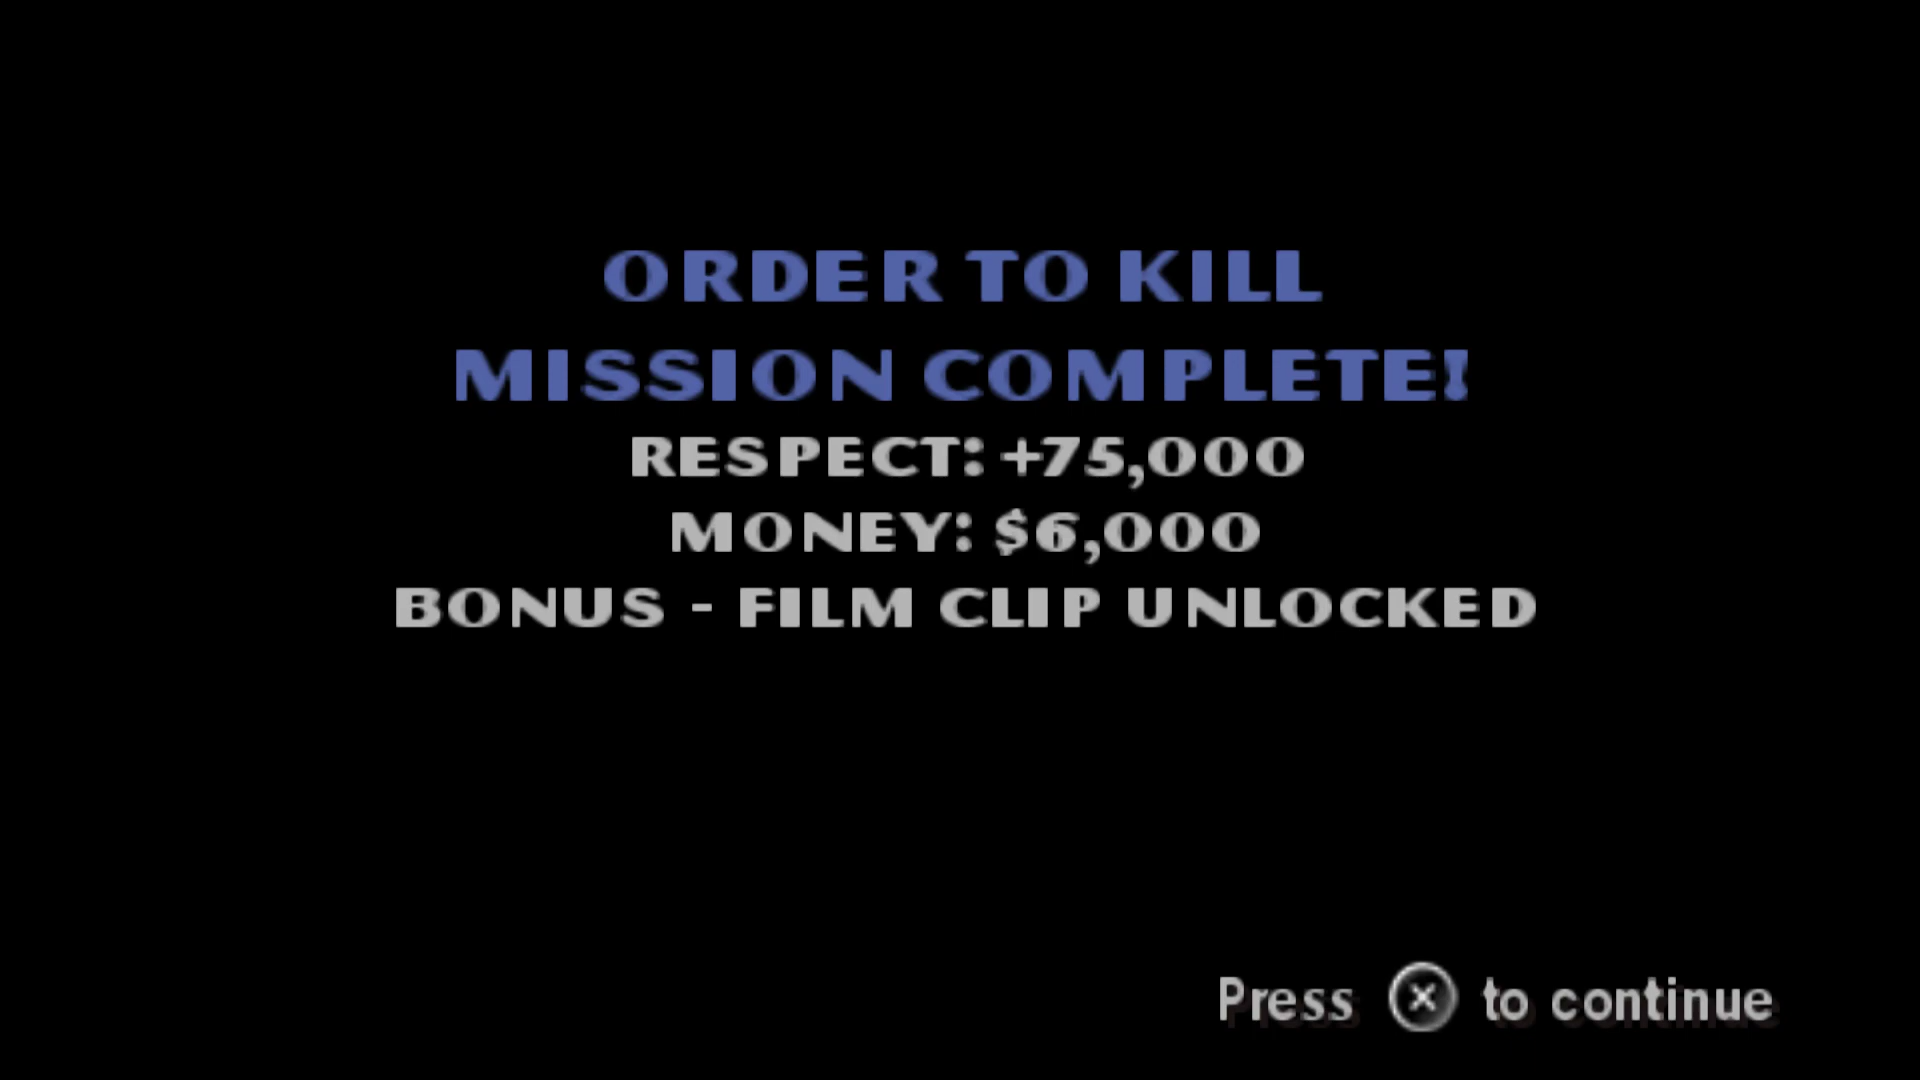 ORDER TO KILL
MISSION COMPLETE!
RESPECT: +75,000
MONEY: $6,000
BONUS - FILM CLIP UNLOCKED
Press ⓧ to continue